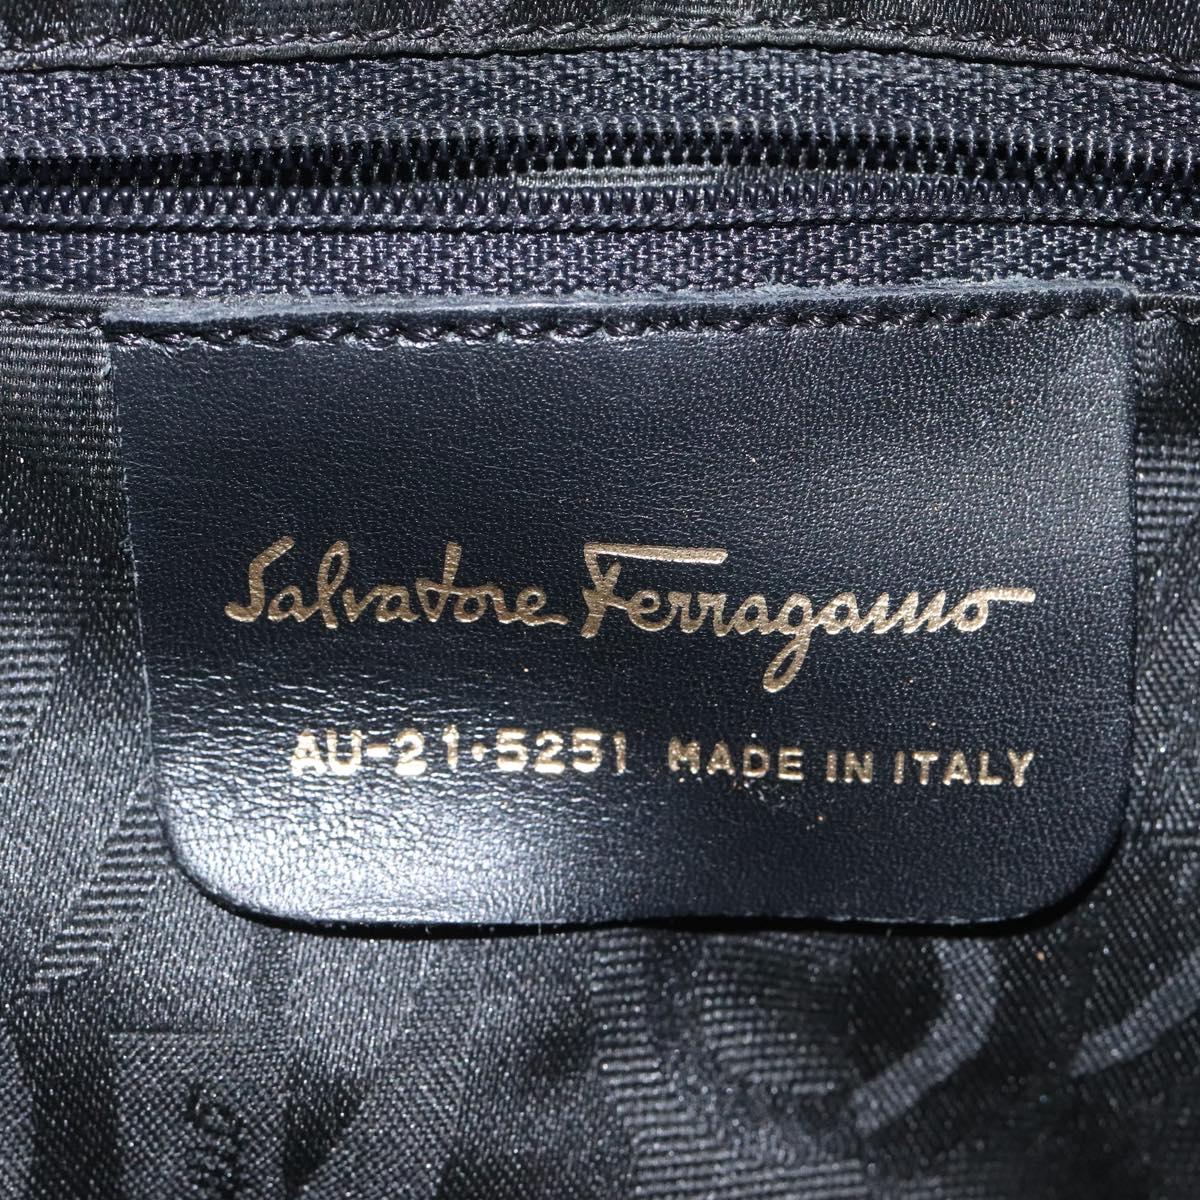 Salvatore Ferragamo
AU-21·5251 MADE IN ITALY